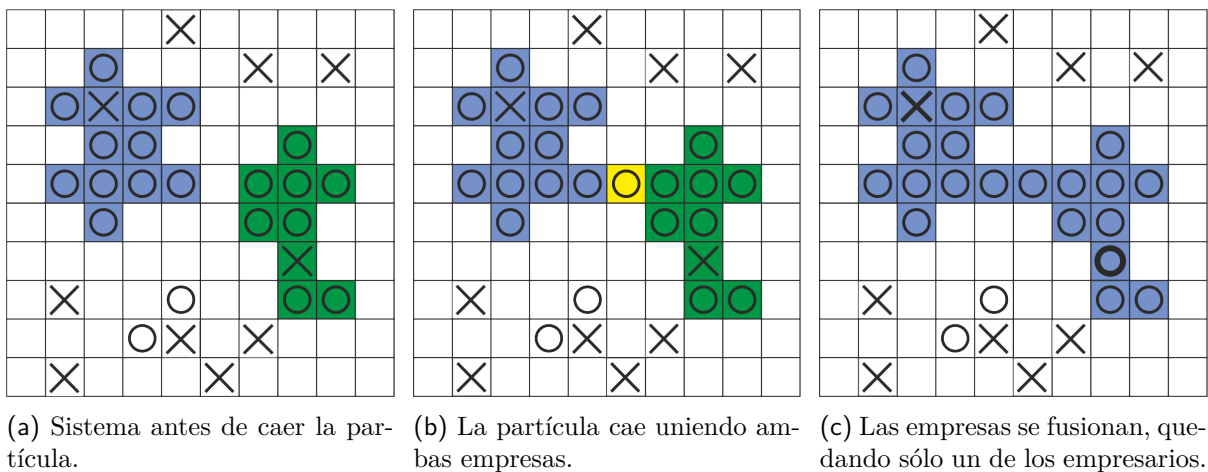 (a) Sistema antes de caer la par-
tícula.
(b) La partícula cae uniendo am-
bas empresas.
(c) Las empresas se fusionan, que-
dando sólo un de los empresarios.